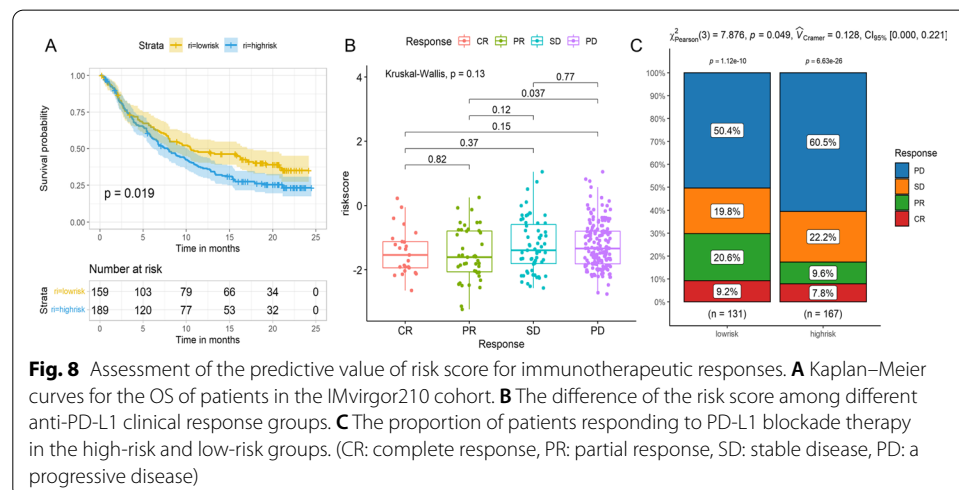 A
Strata ri=lowrisk ri=highrisk
Survival probability
1.00
0.75
0.50
0.25
0.00
p = 0.019
0 5 10 15 20 25
Time in months
Number at risk
Strata
ri=lowrisk 159 103 79 66 34 0
ri=highrisk 189 120 77 53 32 0
0 5 10 15 20 25
Time in months
B
Response CR PR SD PD
riskscore
4
2
0
-2
Kruskal-Wallis, p = 0.13
0.77
0.037
0.12
0.15
0.37
0.82
CR PR SD PD
Response
C
χ²Pearson(3) = 7.876, p = 0.049, V̂Cramer = 0.128, CI95% [0.000, 0.221]
p = 1.12e-10 p = 6.63e-26
100%
90%
80%
70%
60%
50%
40%
30%
20%
10%
0%
50.4% 60.5%
19.8% 22.2%
20.6% 9.6%
9.2% 7.8%
(n = 131) (n = 167)
lowrisk highrisk
Response
PD
SD
PR
CR
Fig. 8 Assessment of the predictive value of risk score for immunotherapeutic responses. A Kaplan–Meier
curves for the OS of patients in the IMvirgor210 cohort. B The difference of the risk score among different
anti-PD-L1 clinical response groups. C The proportion of patients responding to PD-L1 blockade therapy
in the high-risk and low-risk groups. (CR: complete response, PR: partial response, SD: stable disease, PD: a
progressive disease)